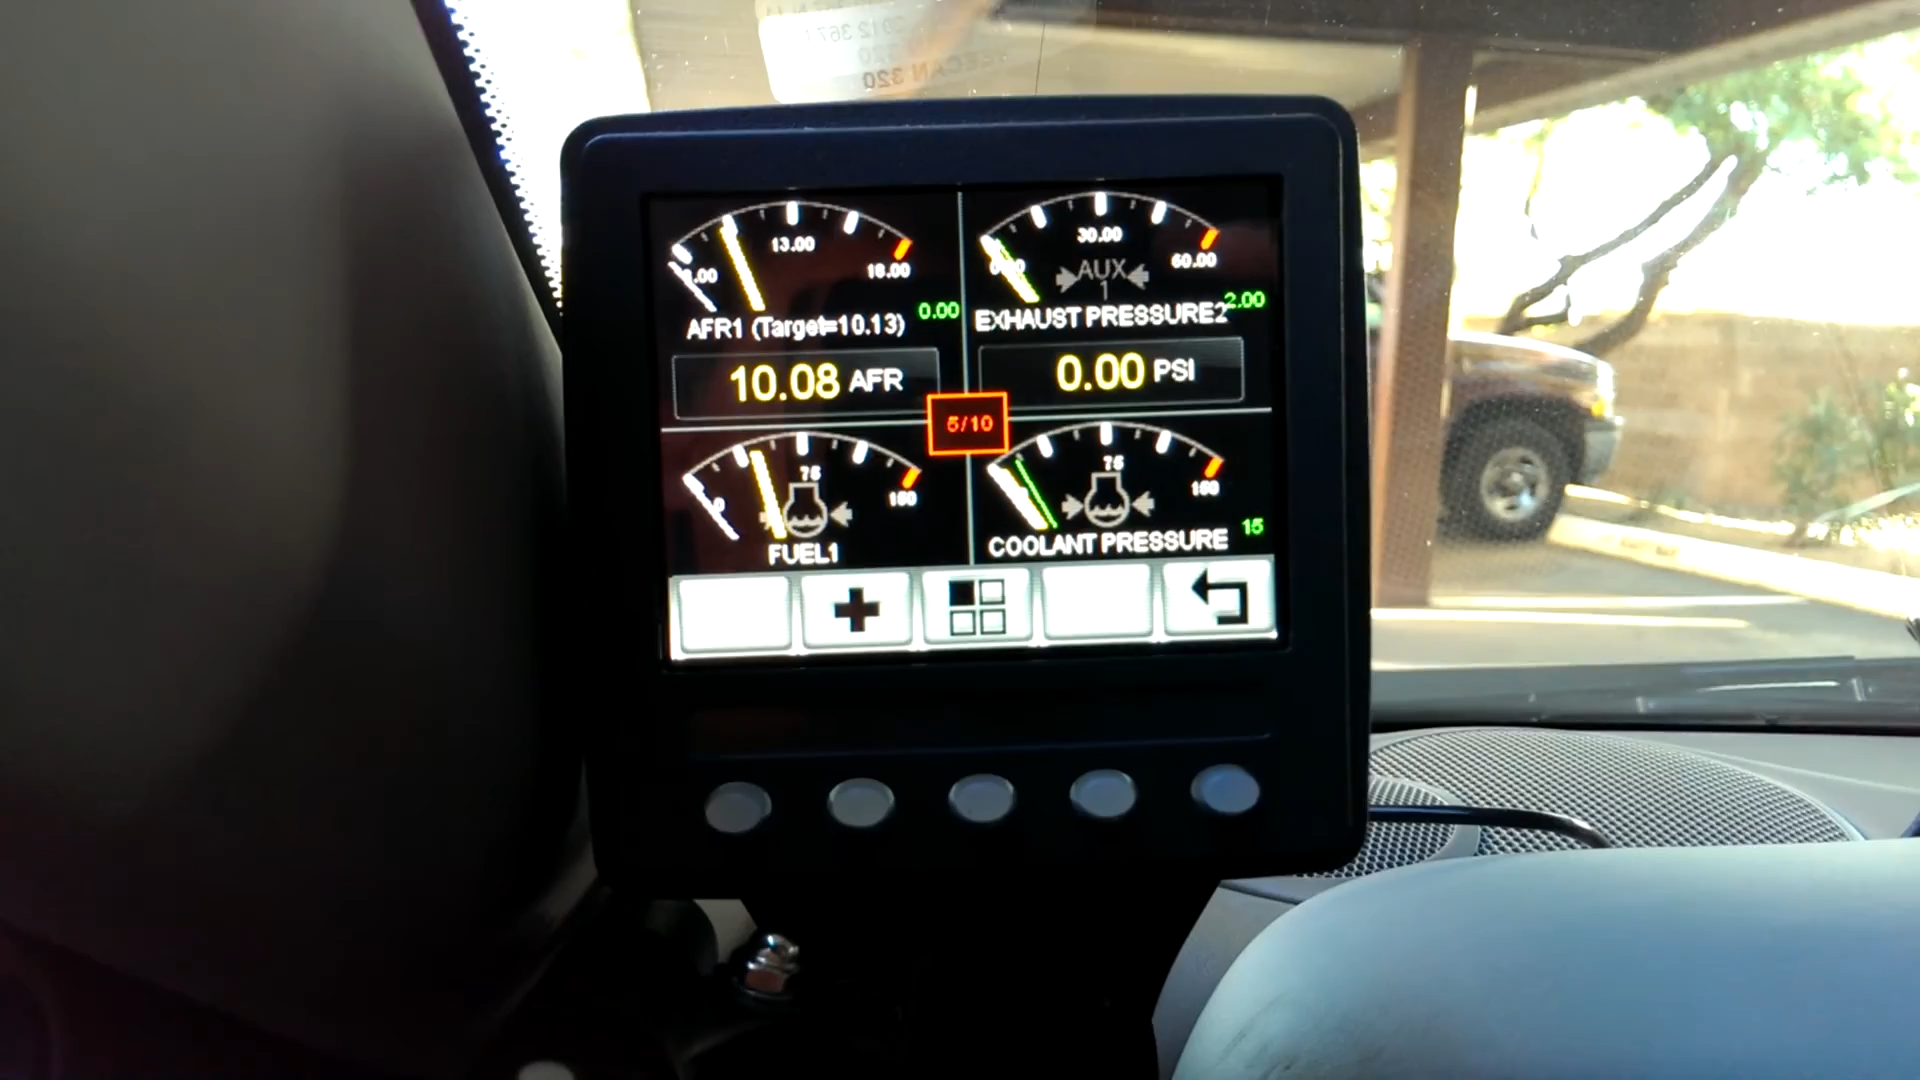 13.00
18.00
0.00
AFR1 (Target=10.13)
10.08 AFR
30.00
60.00
AUX
1
2.00
EXHAUST PRESSURE2
0.00 PSI
5/10
0
75
150
FUEL1
75
150
15
COOLANT PRESSURE